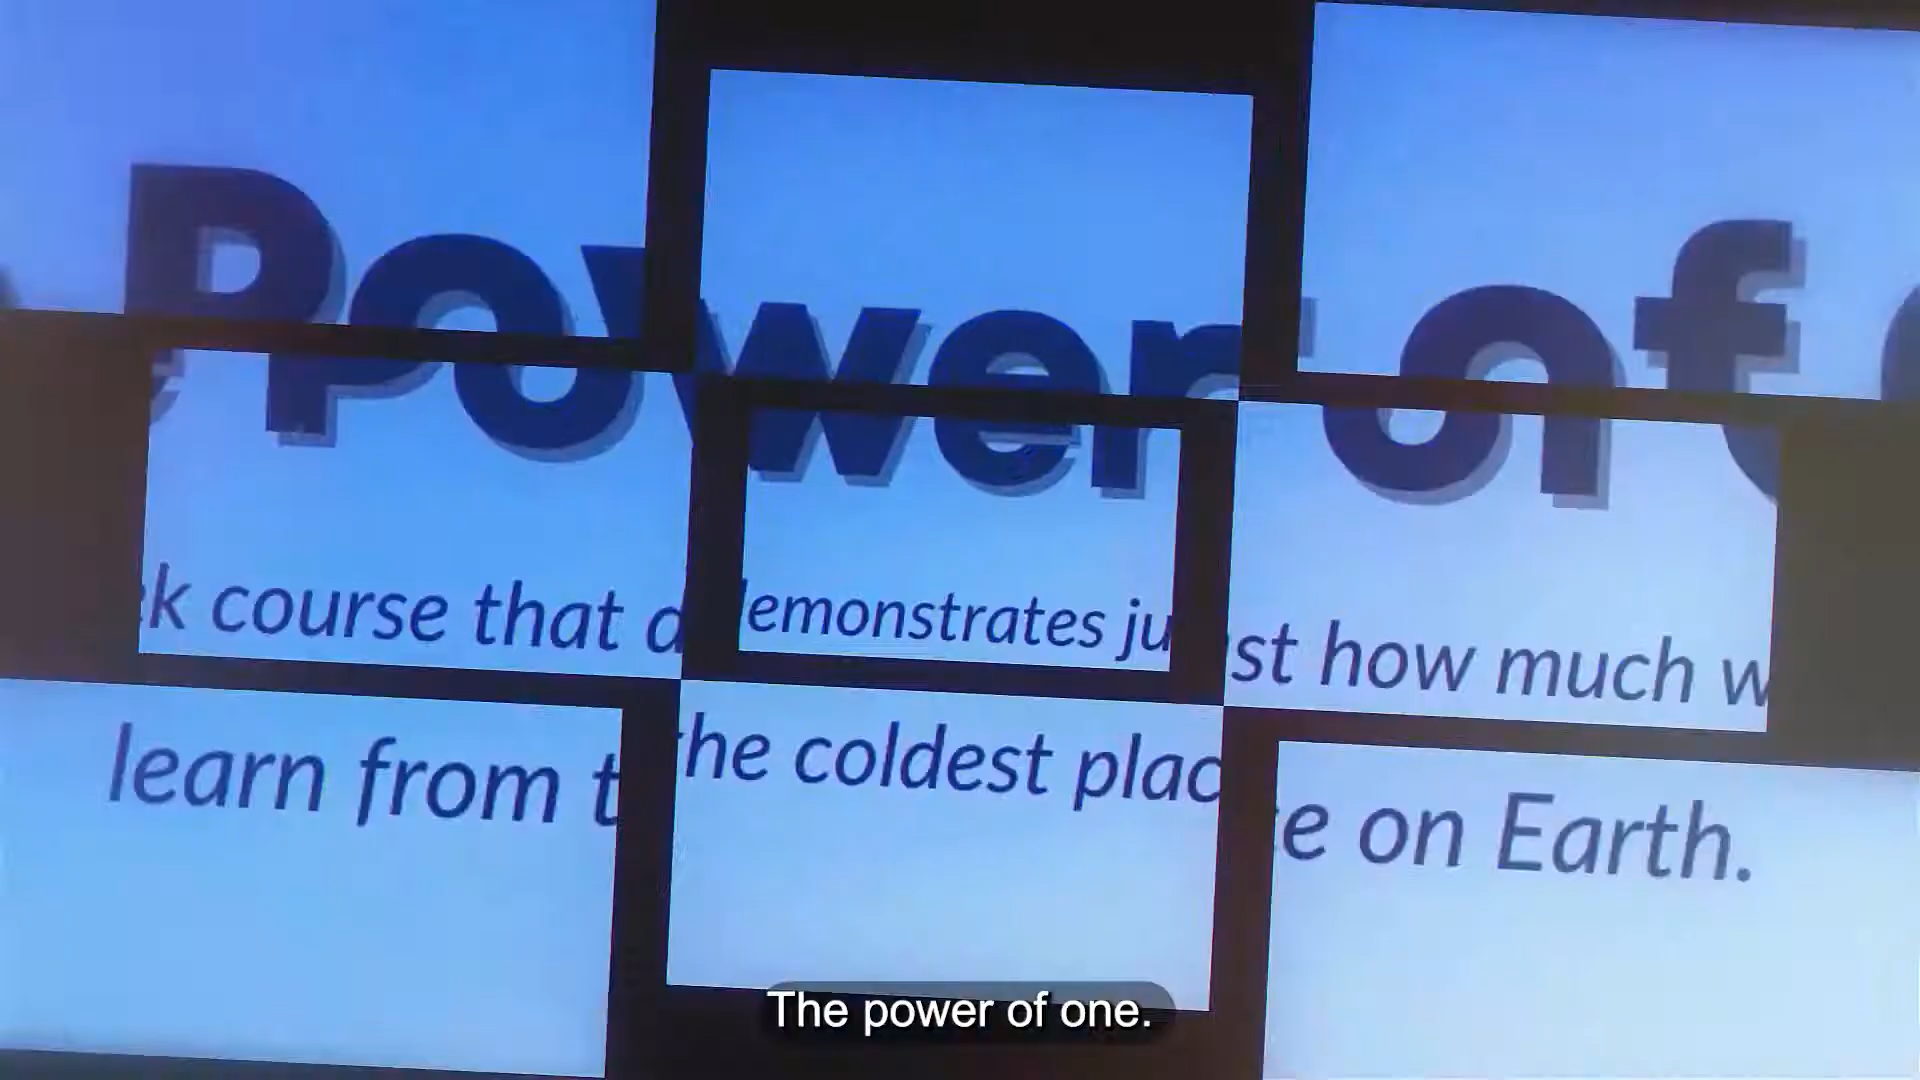 Power of
course that demonstrates just how much
learn from the coldest place on Earth.
The power of one.